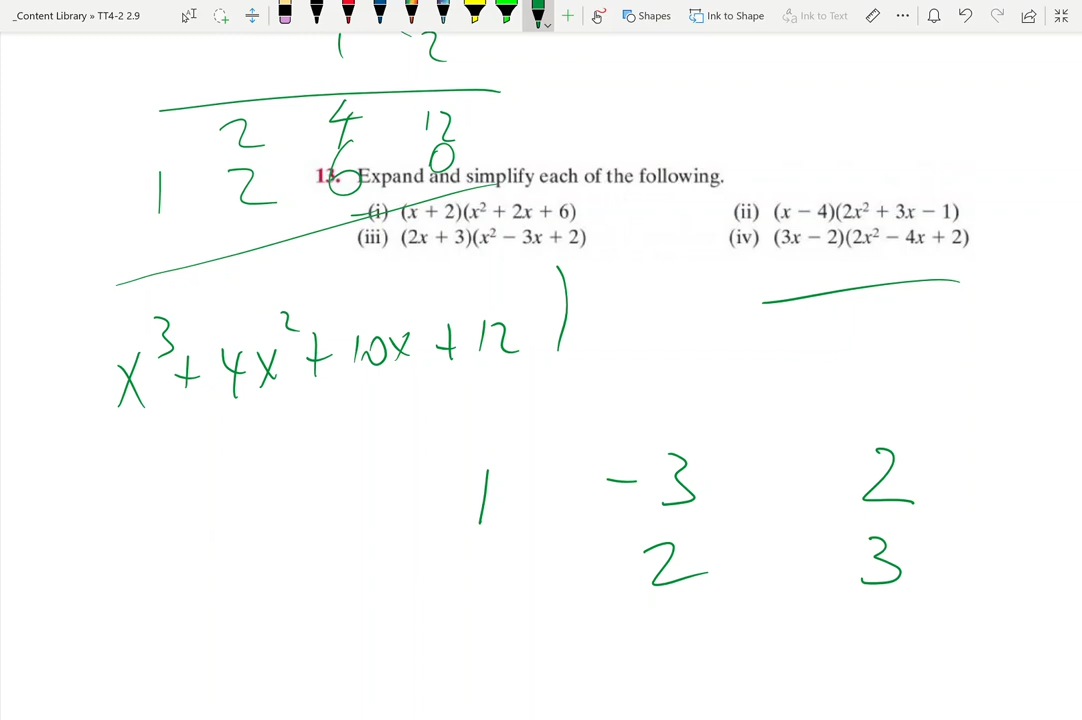 _Content Library » TT4-2 2.9
Shapes
Ink to Shape
Ink to Text
1 2
2 4 12
1 2 6 0
13. Expand and simplify each of the following.
(i) (x + 2)(x² + 2x + 6)
(ii) (x − 4)(2x² + 3x − 1)
(iii) (2x + 3)(x² − 3x + 2)
(iv) (3x − 2)(2x² − 4x + 2)
x³ + 4x² + 10x + 12 )
1 -3 2
2 3